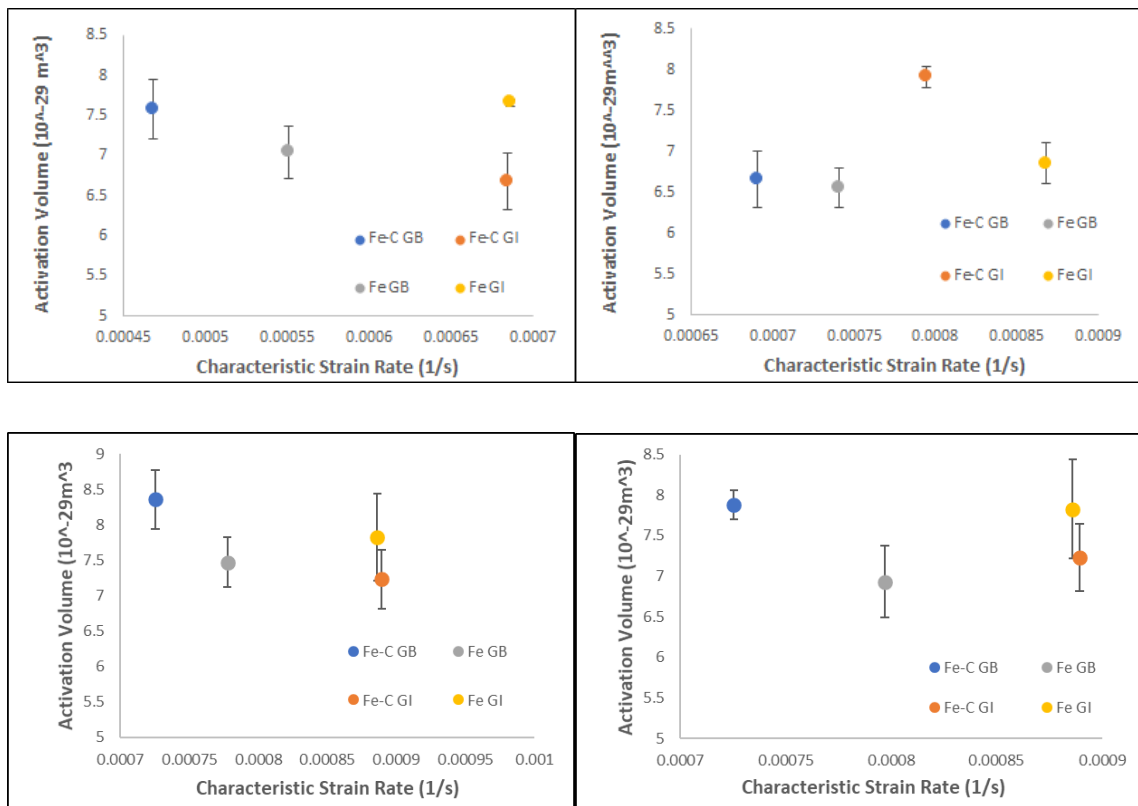 Activation Volume (10^-29 m^3)
8.5
8
7.5
7
6.5
6
5.5
5
Fe-C GB
Fe-C GI
Fe GB
Fe GI
0.00045
0.0005
0.00055
0.0006
0.00065
0.0007
Characteristic Strain Rate (1/s)
Activation Volume (10^-29m^3)
8.5
8
7.5
7
6.5
6
5.5
5
Fe-C GB
Fe GB
Fe-C GI
Fe GI
0.00065
0.0007
0.00075
0.0008
0.00085
0.0009
Characteristic Strain Rate (1/s)
Activation Volume (10^-29m^3
9
8.5
8
7.5
7
6.5
6
5.5
5
Fe-C GB
Fe GB
Fe-C GI
Fe GI
0.0007
0.00075
0.0008
0.00085
0.0009
0.00095
0.001
Characteristic Strain Rate (1/s)
Activation Volume (10^-29m^3)
8.5
8
7.5
7
6.5
6
5.5
5
Fe-C GB
Fe GB
Fe-C GI
Fe GI
0.0007
0.00075
0.0008
0.00085
0.0009
Characteristic Strain Rate (1/s)